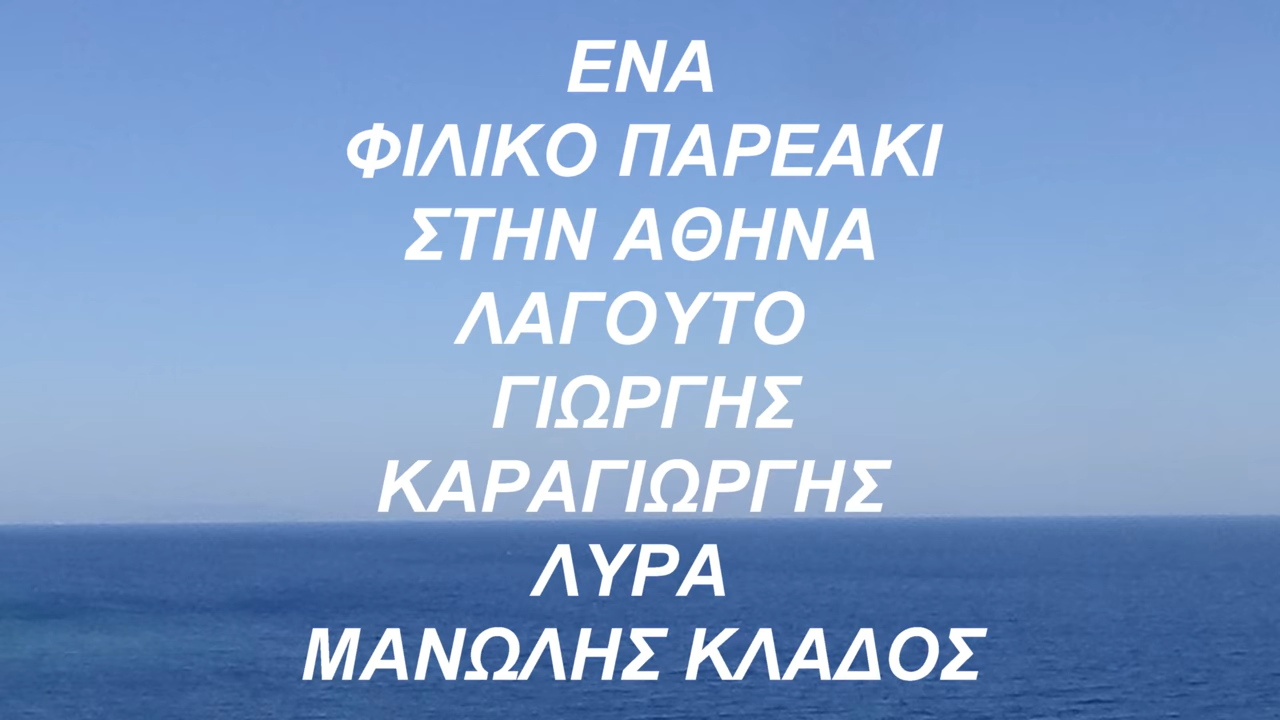 ΕΝΑ
ΦΙΛΙΚΟ ΠΑΡΕΑΚΙ
ΣΤΗΝ ΑΘΗΝΑ
ΛΑΓΟΥΤΟ
ΓΙΩΡΓΗΣ
ΚΑΡΑΓΙΩΡΓΗΣ
ΛΥΡΑ
ΜΑΝΩΛΗΣ ΚΛΑΔΟΣ